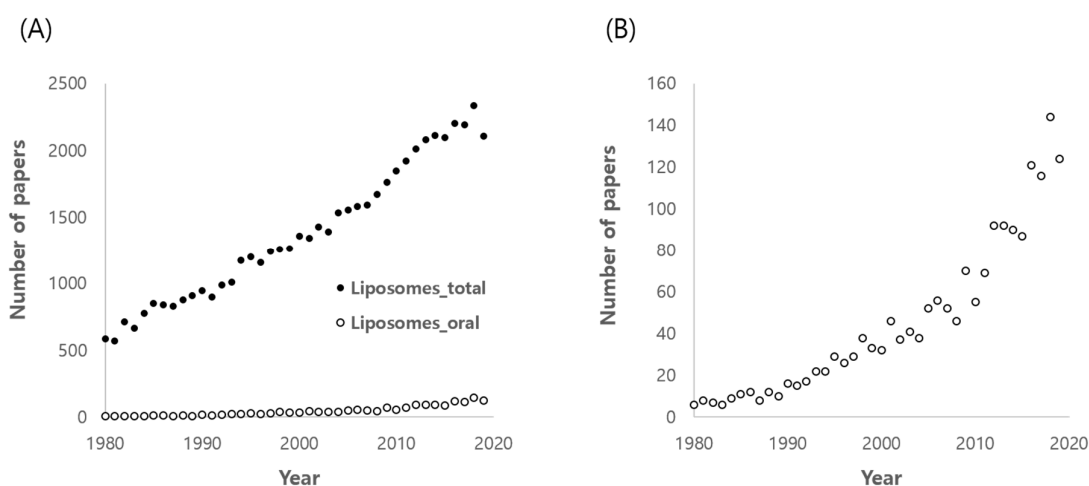 (A)
Number of papers
2500
2000
1500
1000
500
0
1980 1990 2000 2010 2020
Year
Liposomes_total
Liposomes_oral
(B)
Number of papers
160
140
120
100
80
60
40
20
0
1980 1990 2000 2010 2020
Year